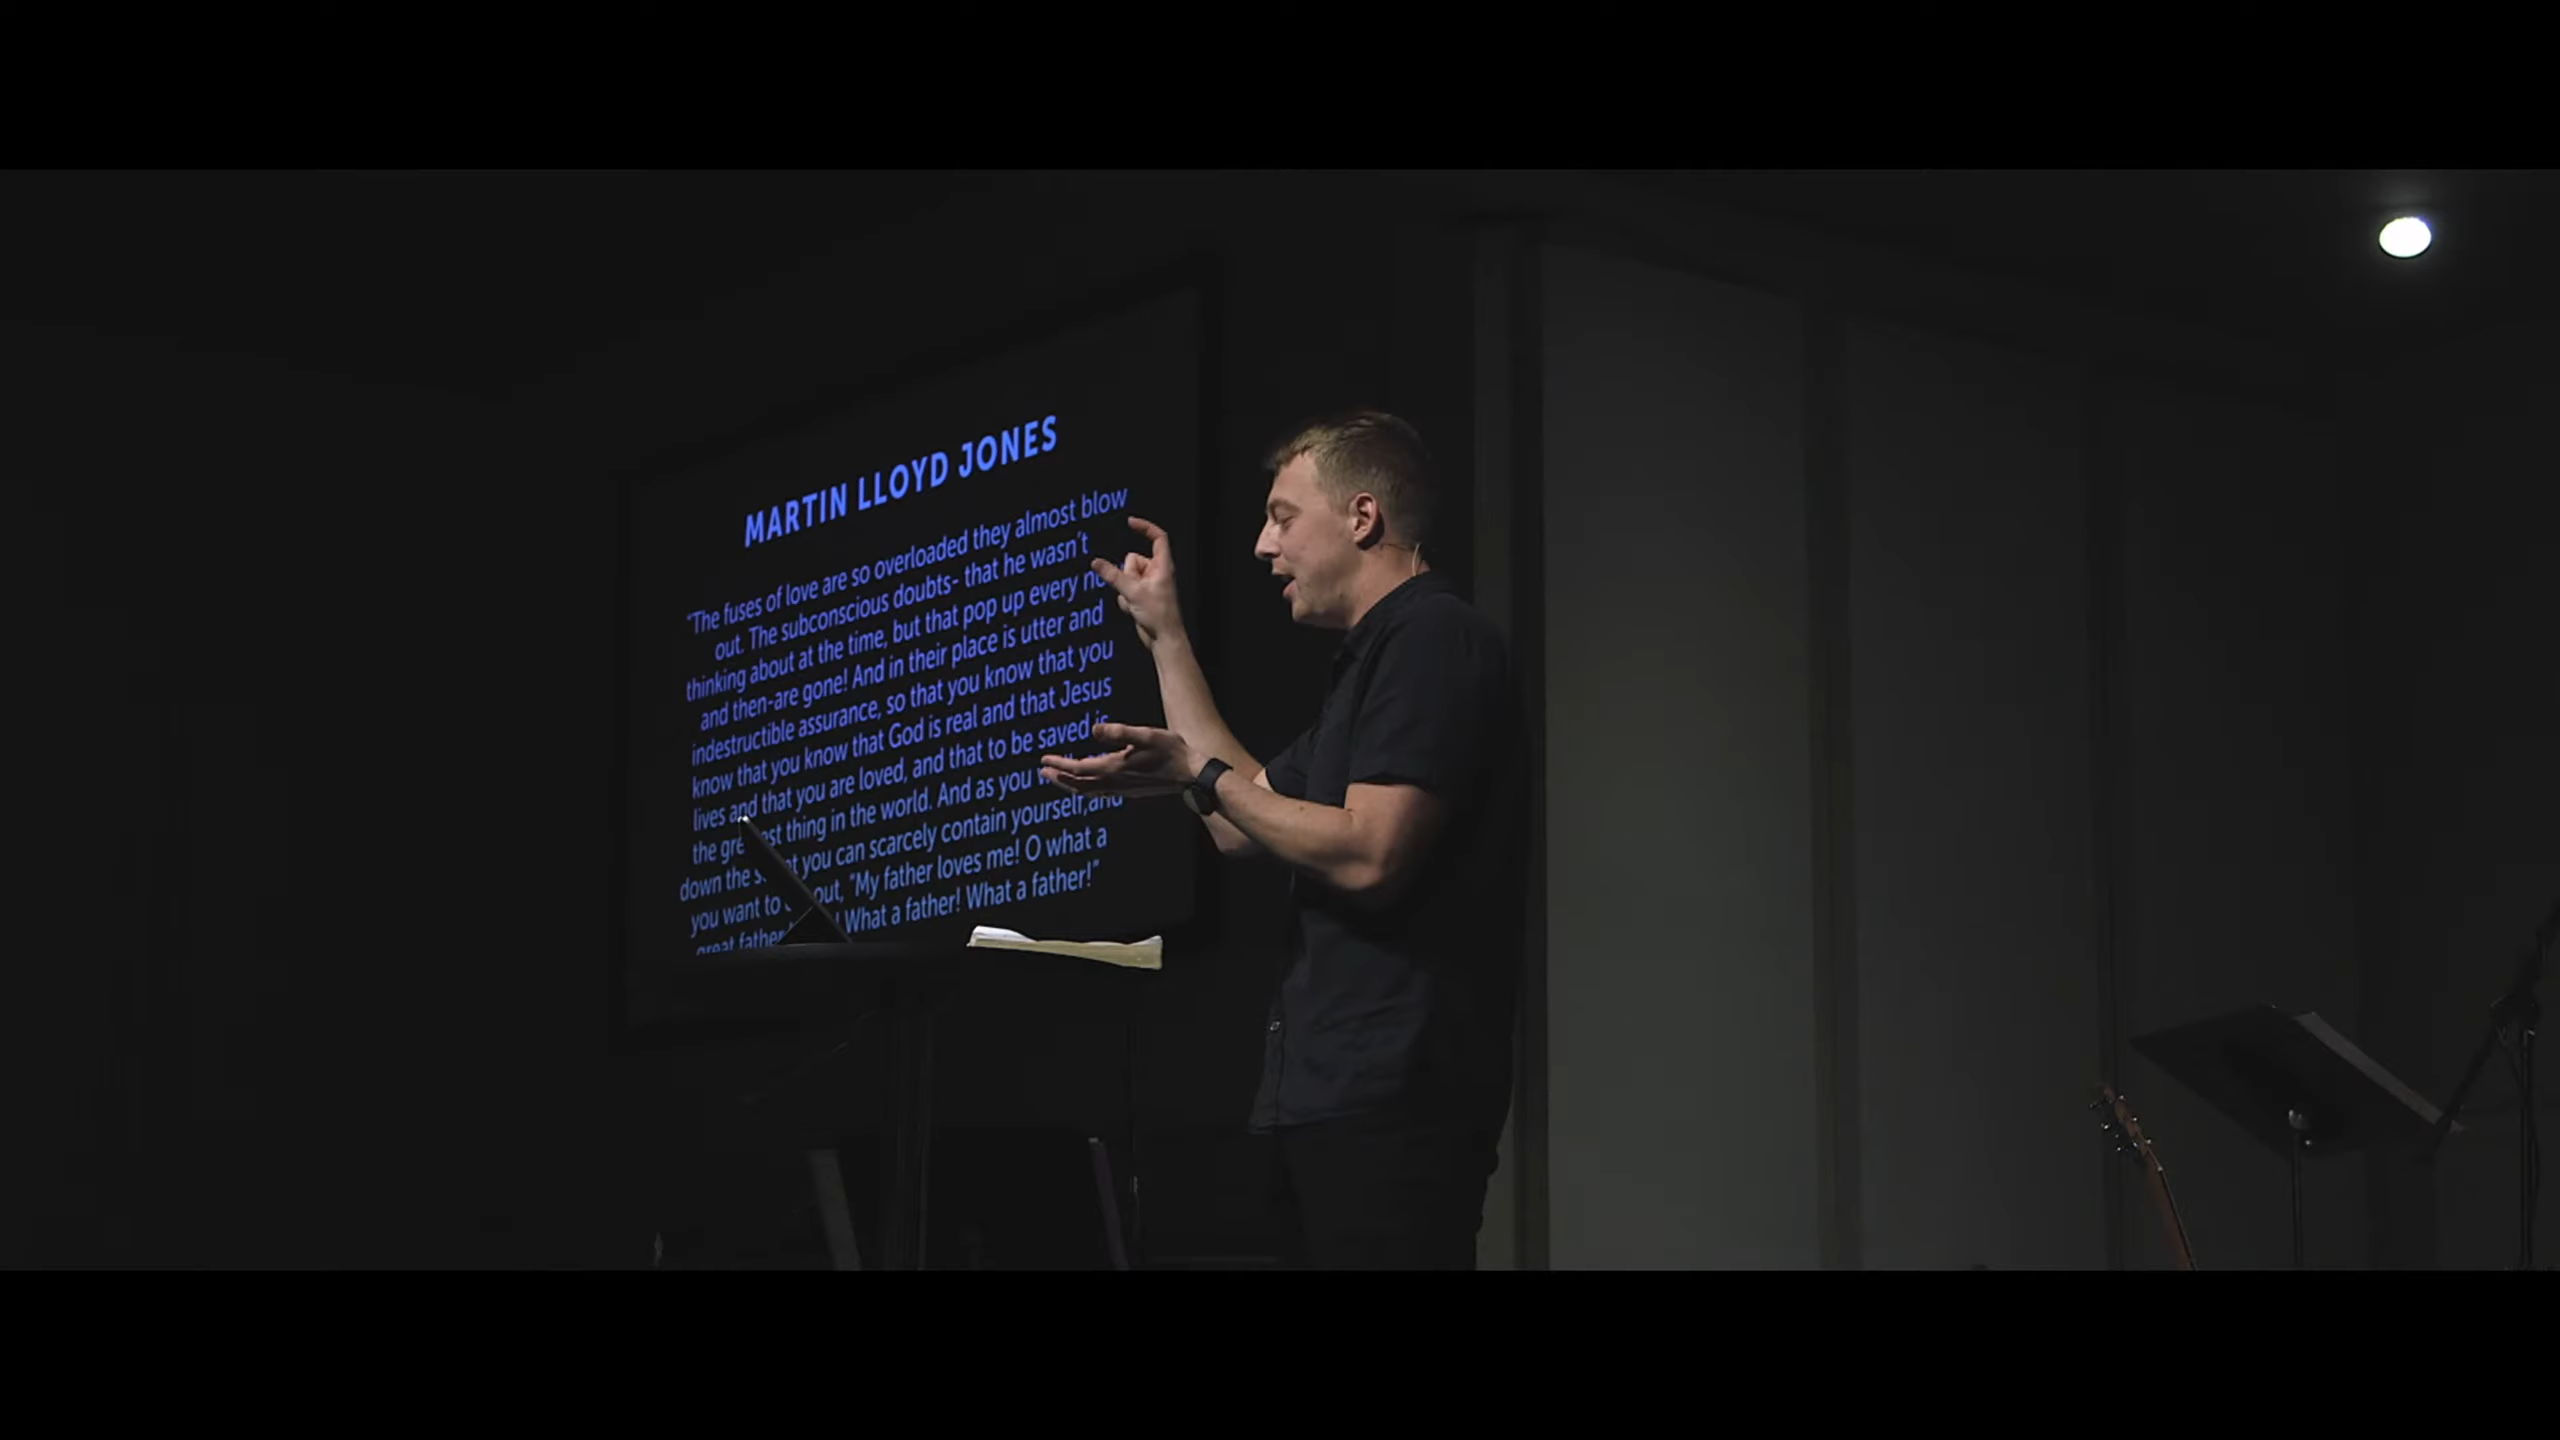 MARTIN LLOYD JONES
"The fuses of love are so overloaded they almost blow
out. The subconscious doubts- that he wasn't
thinking about at the time, but that pop up every
and then-are gone! And in their place is utter and
indestructible assurance, so that you know that you
know that you know that God is real and that Jesus
lives and that you are loved, and that to be saved is
the thing in the world. And as you
down the you can scarcely contain yourself,and
you want to out, "My father loves me! O what a
great father! What a father! What a father!"